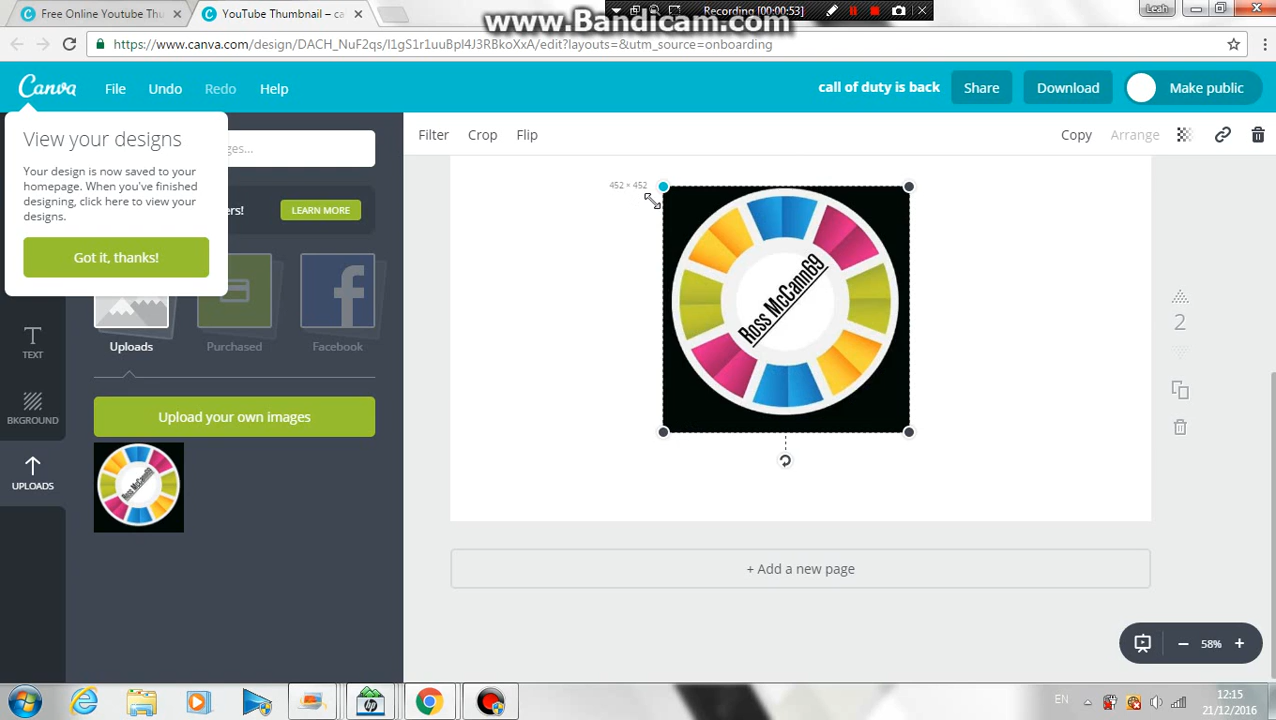 www.Bandicam.com
Recording [00:00:53]
Free Online Youtube Thu
YouTube Thumbnail – ca
Leah
https://www.canva.com/design/DACH_NuF2qs/l1gS1r1uuBpl4J3RBkoXxA/edit?layouts=&utm_source=onboarding
Canva
File
Undo
Redo
Help
call of duty is back
Share
Download
Make public
View your designs
Your design is now saved to your
homepage. When you've finished
designing, click here to view your
designs.
Got it, thanks!
ges...
ers!
LEARN MORE
Filter
Crop
Flip
Copy
Arrange
452 × 452
Ross McCann69
2
TEXT
BKGROUND
UPLOADS
Uploads
Purchased
Facebook
Upload your own images
Ross McCann69
+ Add a new page
58%
EN
12:15
21/12/2016